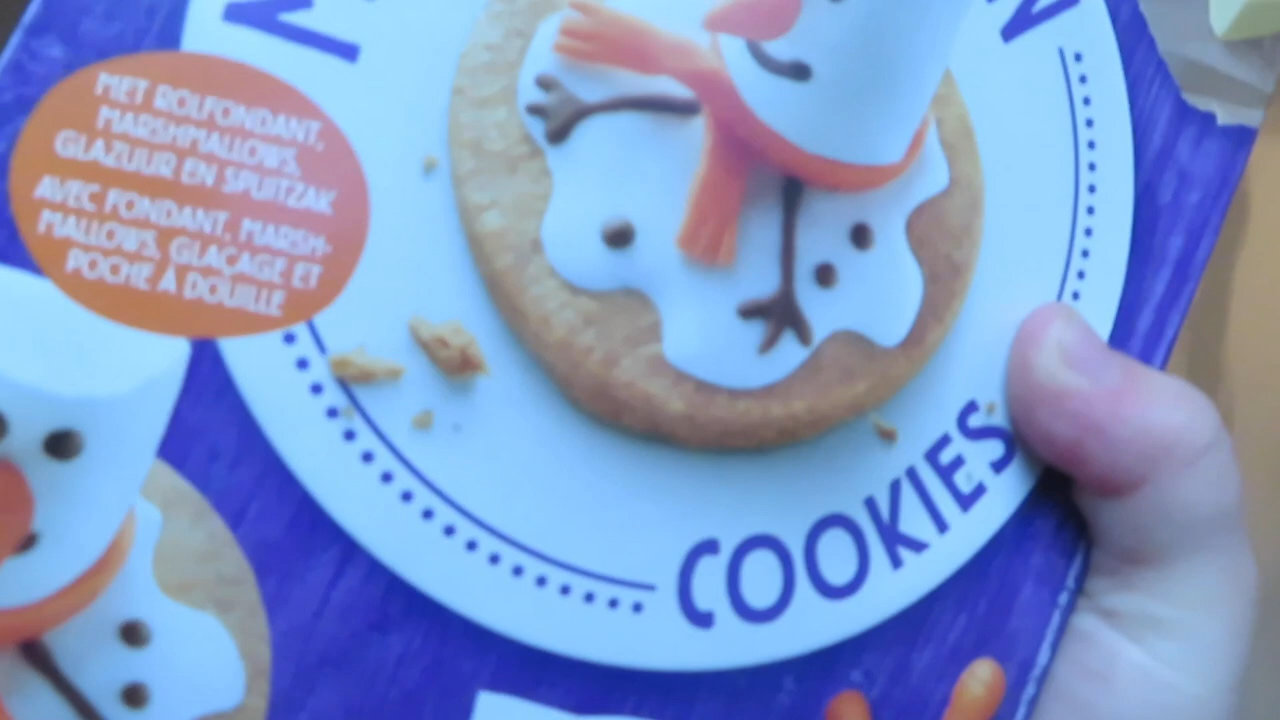 MET ROLFONDANT,
MARSHMALLOWS,
GLAZUUR EN SPUITZAK
AVEC FONDANT, MARSH-
MALLOWS, GLAÇAGE ET
POCHE À DOUILLE
COOKIES